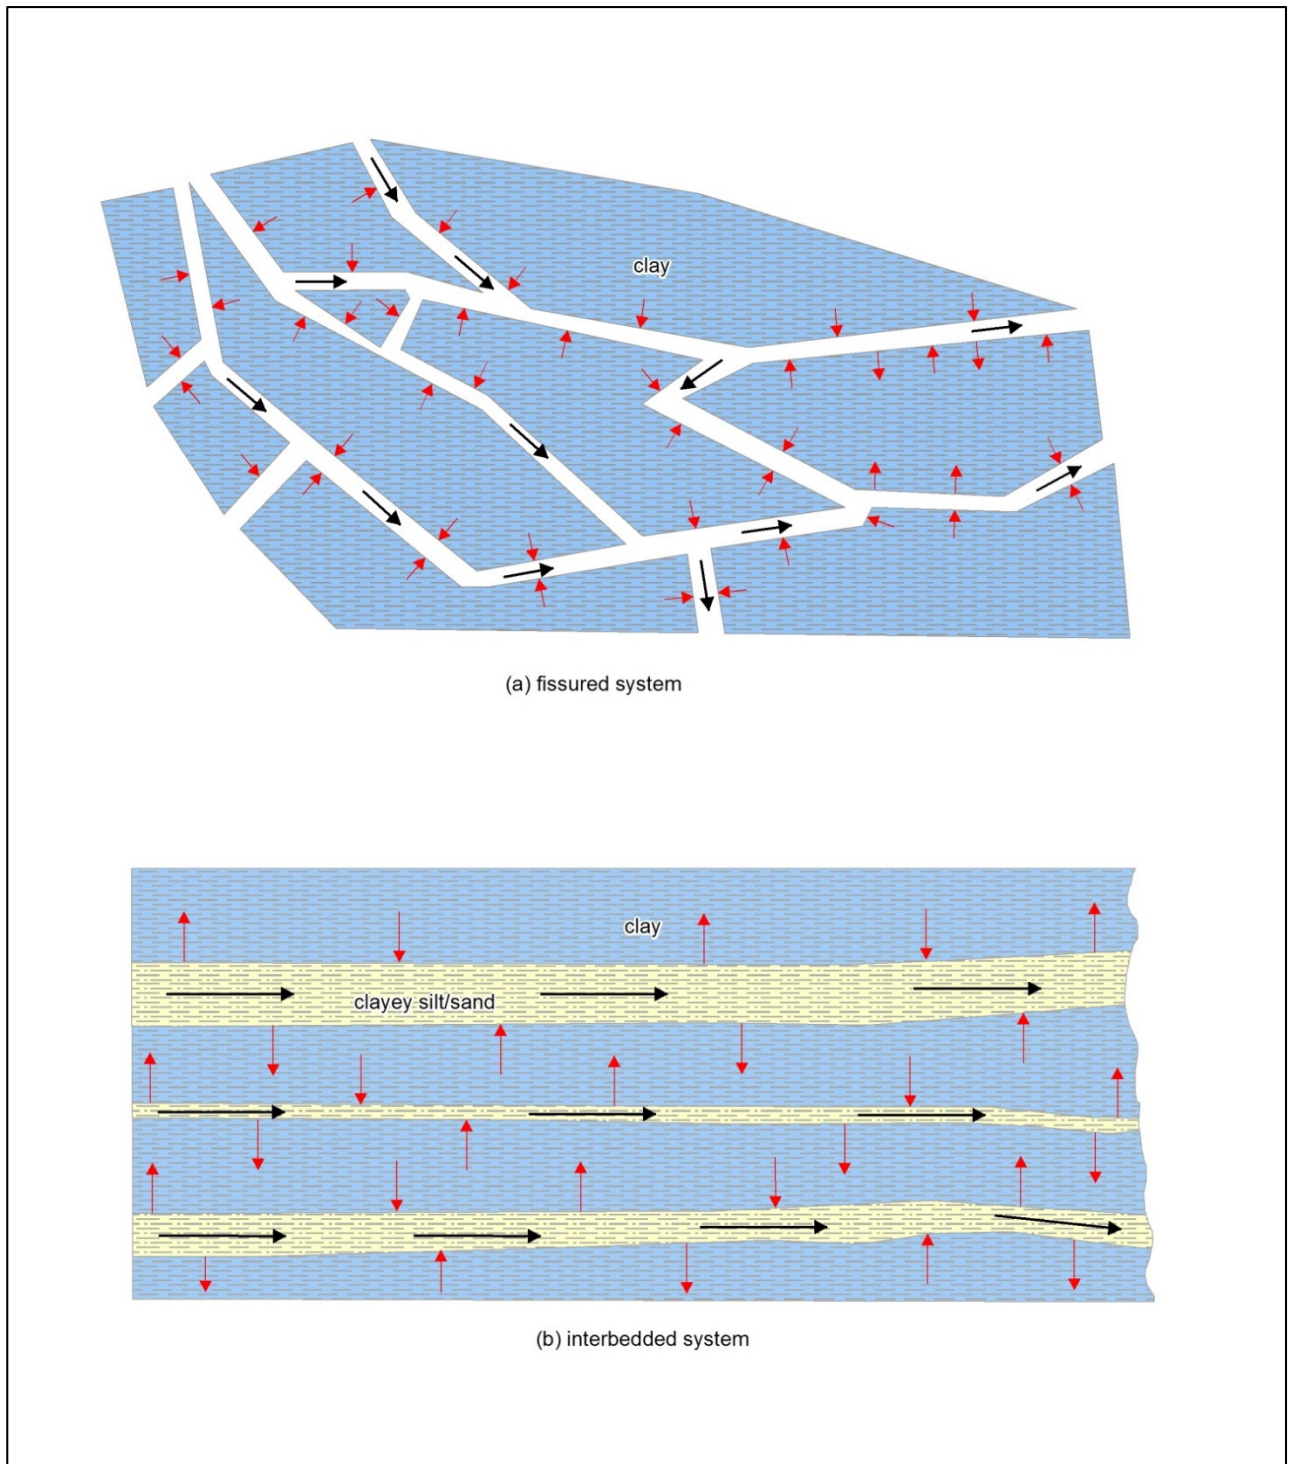 clay
(a) fissured system
clay
clayey silt/sand
(b) interbedded system